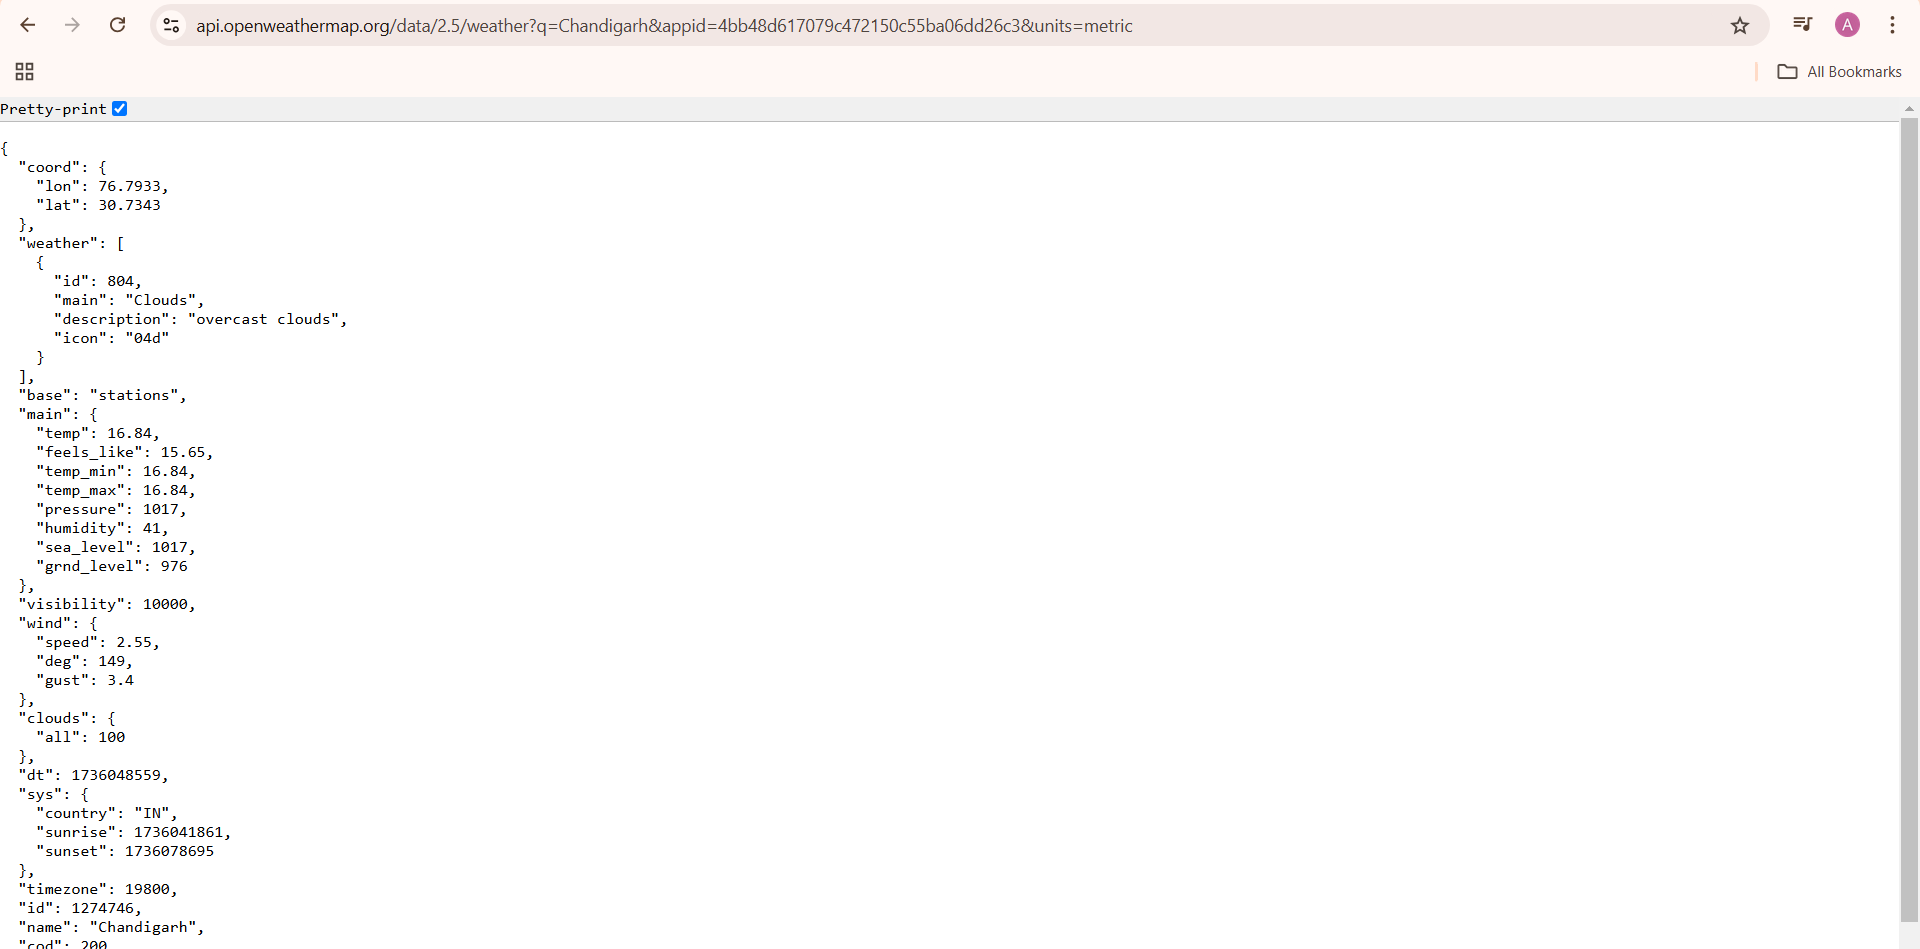 api.openweathermap.org/data/2.5/weather?q=Chandigarh&appid=4bb48d617079c472150c55ba06dd26c3&units=metric
A
All Bookmarks
Pretty-print
{
  "coord": {
    "lon": 76.7933,
    "lat": 30.7343
  },
  "weather": [
    {
      "id": 804,
      "main": "Clouds",
      "description": "overcast clouds",
      "icon": "04d"
    }
  ],
  "base": "stations",
  "main": {
    "temp": 16.84,
    "feels_like": 15.65,
    "temp_min": 16.84,
    "temp_max": 16.84,
    "pressure": 1017,
    "humidity": 41,
    "sea_level": 1017,
    "grnd_level": 976
  },
  "visibility": 10000,
  "wind": {
    "speed": 2.55,
    "deg": 149,
    "gust": 3.4
  },
  "clouds": {
    "all": 100
  },
  "dt": 1736048559,
  "sys": {
    "country": "IN",
    "sunrise": 1736041861,
    "sunset": 1736078695
  },
  "timezone": 19800,
  "id": 1274746,
  "name": "Chandigarh",
  "cod": 200